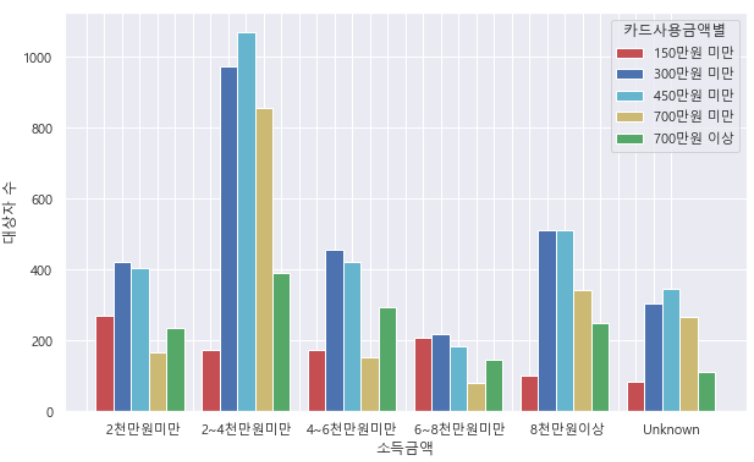 카드사용금액별
150만원 미만
300만원 미만
450만원 미만
700만원 미만
700만원 이상
1000
800
600
400
200
0
대상자 수
2천만원미만 2~4천만원미만 4~6천만원미만 6~8천만원미만 8천만원이상 Unknown
소득금액